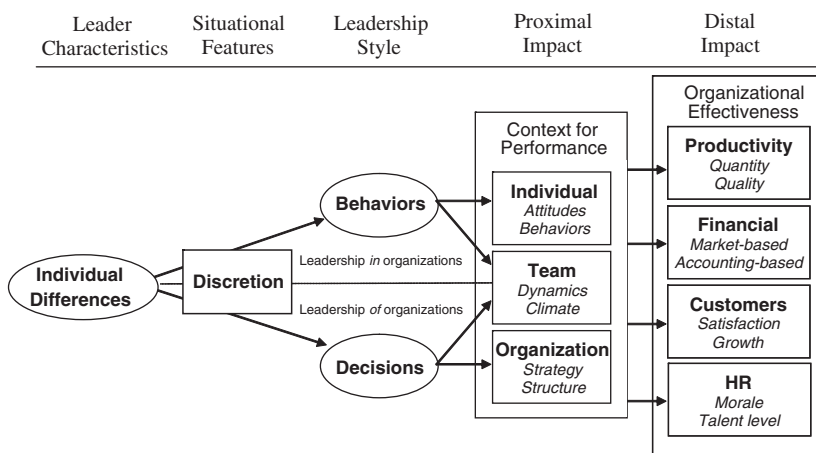 Leader
Characteristics
Situational
Features
Leadership
Style
Proximal
Impact
Distal
Impact
Individual
Differences
Discretion
Behaviors
Leadership in organizations
Leadership of organizations
Decisions
Context for
Performance
Individual
Attitudes
Behaviors
Team
Dynamics
Climate
Organization
Strategy
Structure
Organizational
Effectiveness
Productivity
Quantity
Quality
Financial
Market-based
Accounting-based
Customers
Satisfaction
Growth
HR
Morale
Talent level